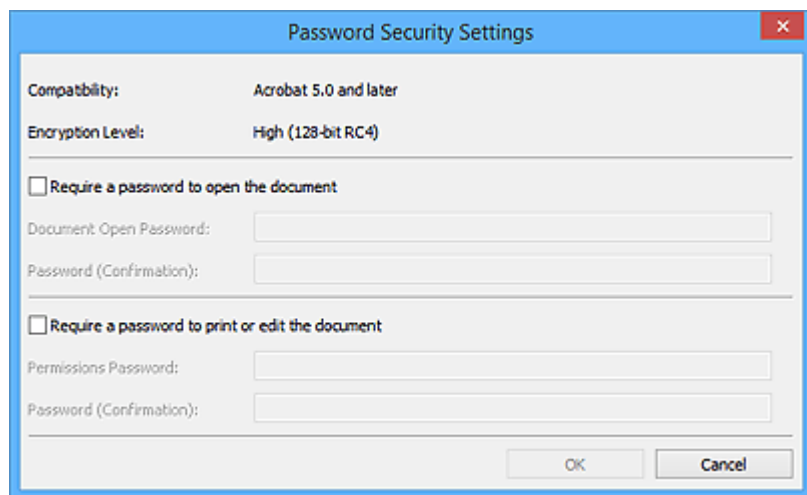 Password Security Settings
Compatibility: Acrobat 5.0 and later
Encryption Level: High (128-bit RC4)
Require a password to open the document
Document Open Password:
Password (Confirmation):
Require a password to print or edit the document
Permissions Password:
Password (Confirmation):
OK Cancel